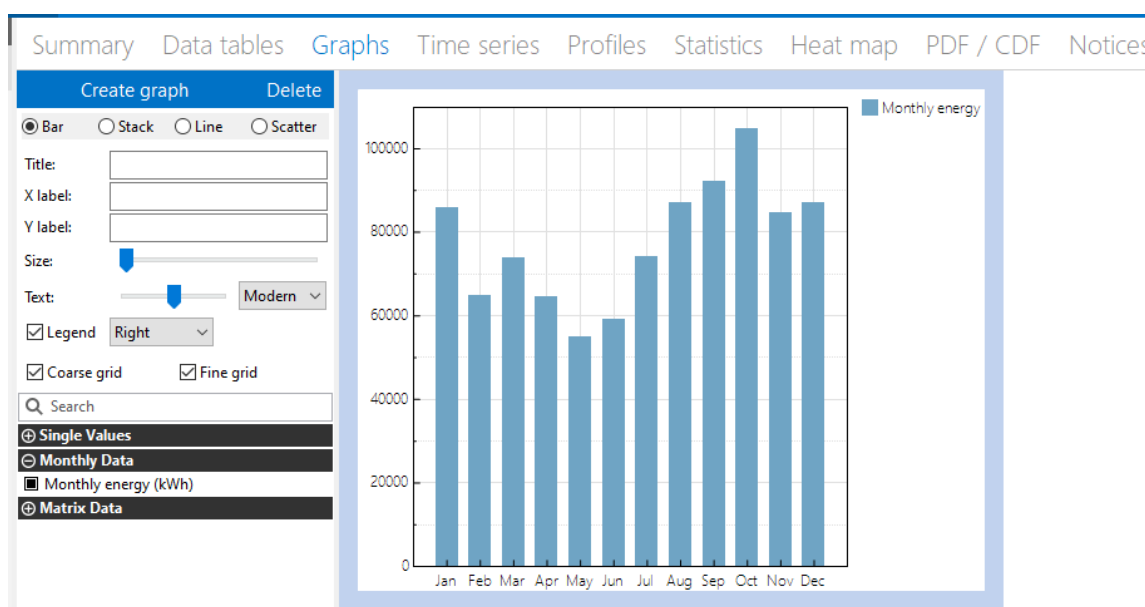 Summary Data tables Graphs Time series Profiles Statistics Heat map PDF / CDF Notices
Create graph Delete
Bar Stack Line Scatter
Title:
X label:
Y label:
Size:
Text: Modern
Legend Right
Coarse grid Fine grid
Search
Single Values
Monthly Data
Monthly energy (kWh)
Matrix Data
Monthly energy
100000
80000
60000
40000
20000
0
Jan Feb Mar Apr May Jun Jul Aug Sep Oct Nov Dec